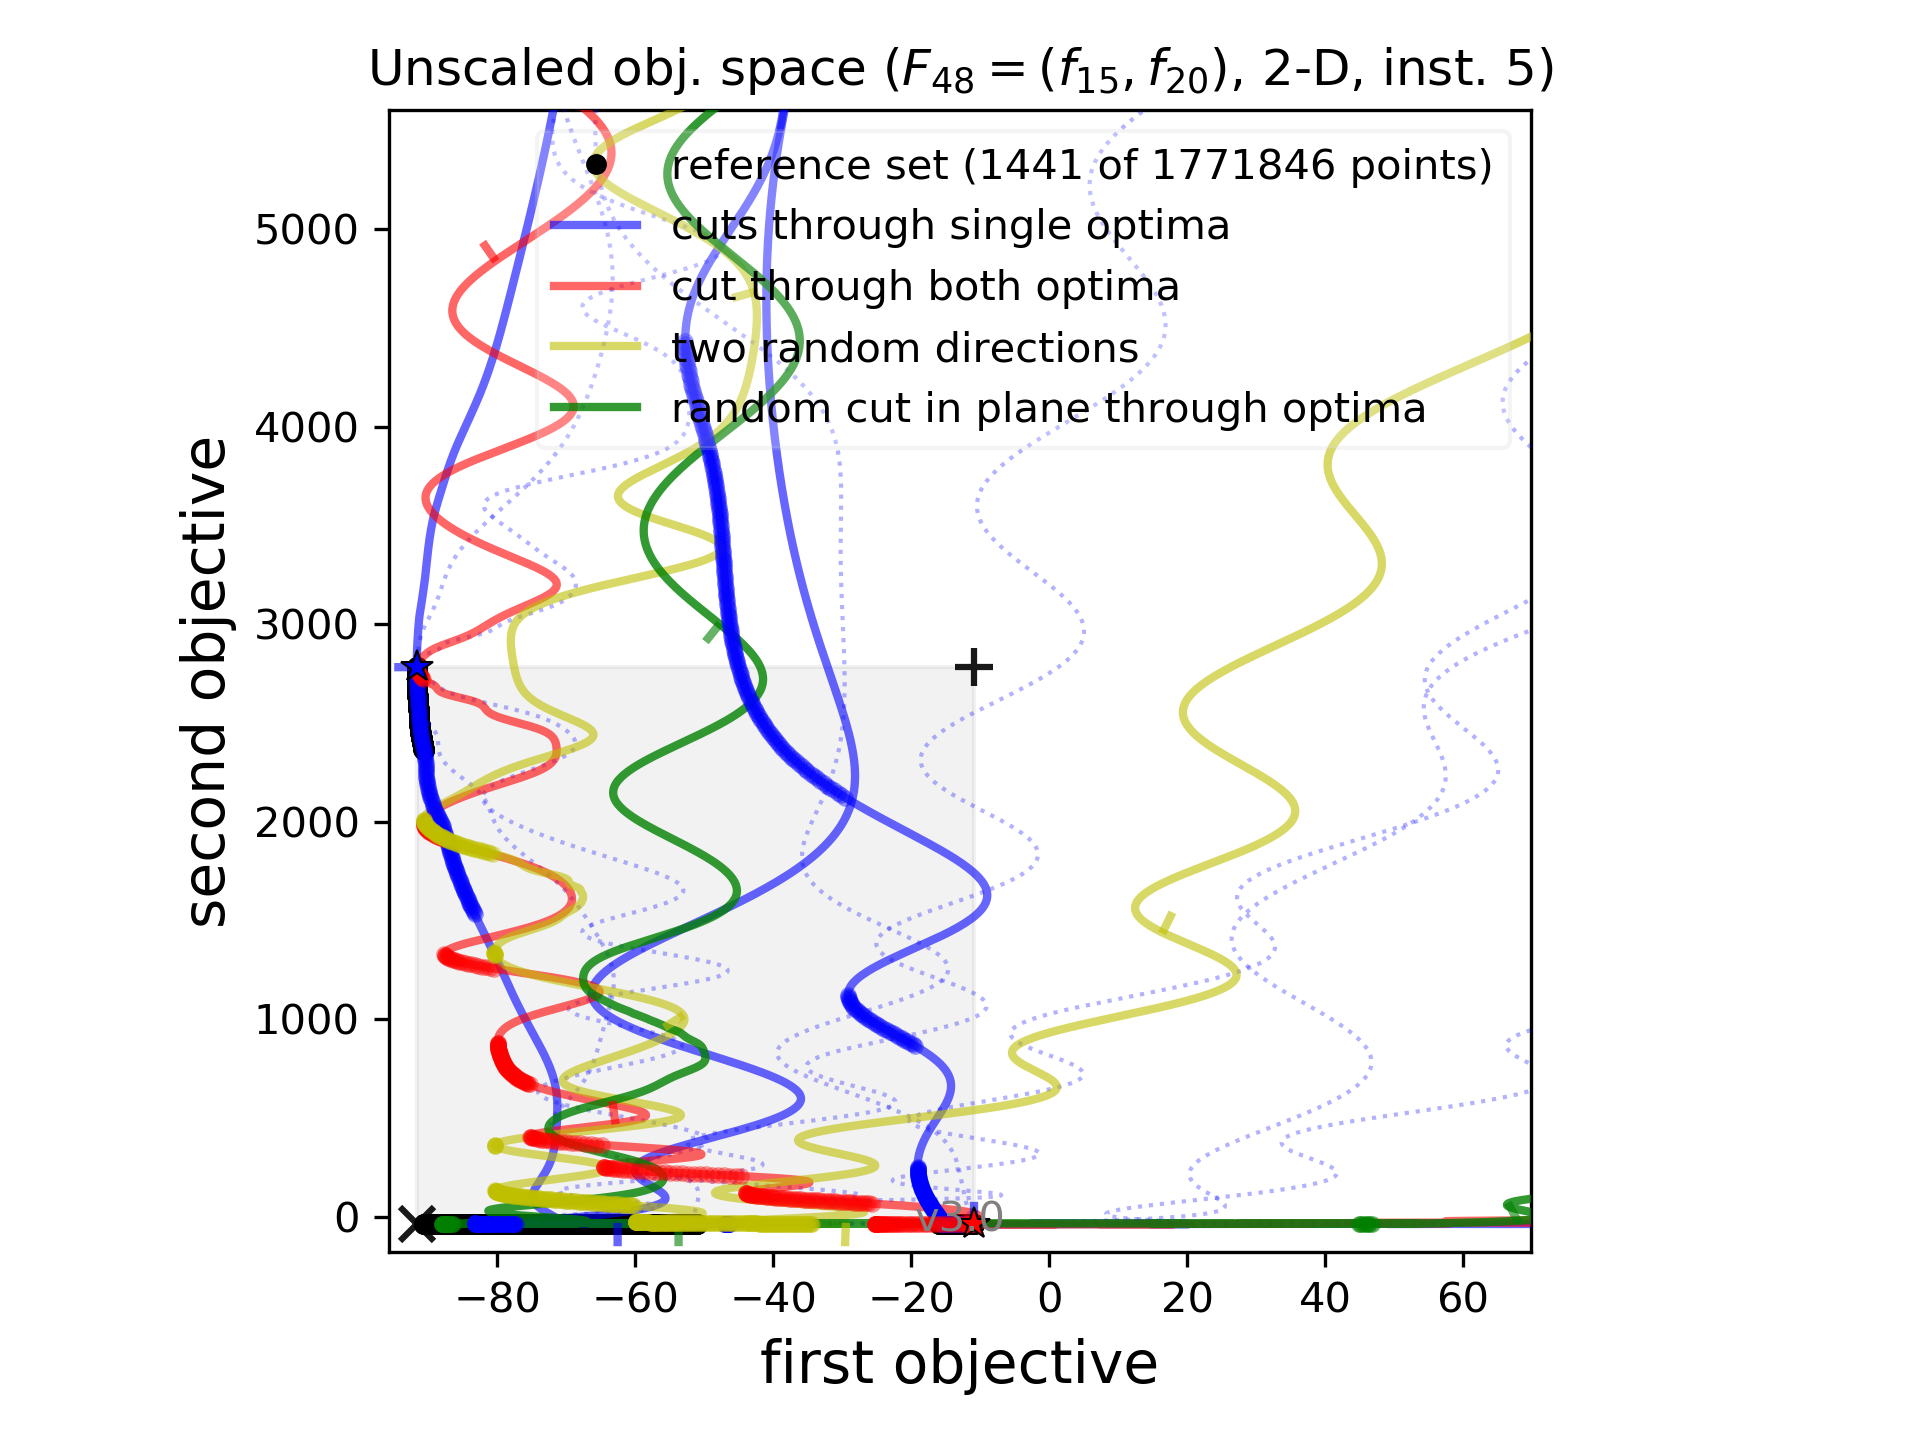 Unscaled obj. space (F₄₈ = (f₁₅, f₂₀), 2-D, inst. 5)
reference set (1441 of 1771846 points)
cuts through single optima
cut through both optima
two random directions
random cut in plane through optima
second objective
5000
4000
3000
2000
1000
0
v3.0
−80 −60 −40 −20 0 20 40 60
first objective